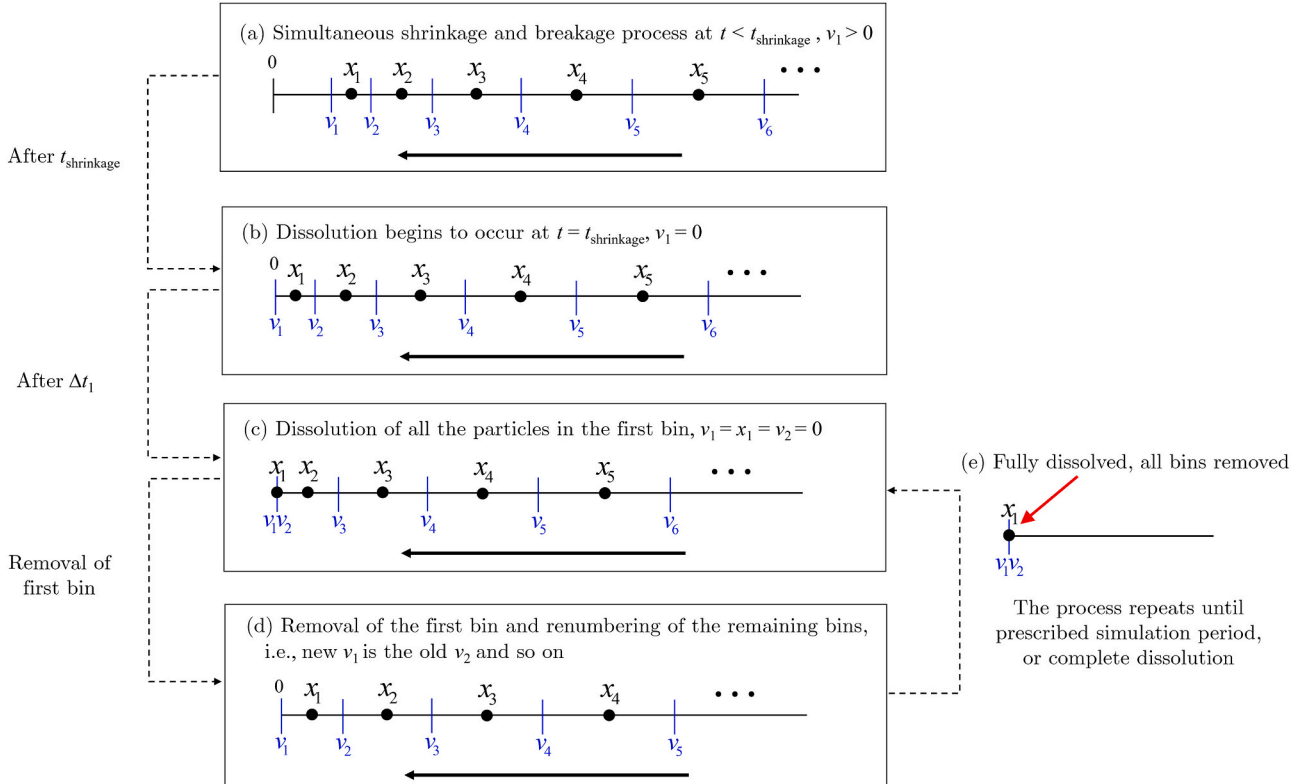 (a) Simultaneous shrinkage and breakage process at t < t_shrinkage , v_1 > 0
0
x_1 x_2 x_3 x_4 x_5 • • •
v_1 v_2 v_3 v_4 v_5 v_6
After t_shrinkage
(b) Dissolution begins to occur at t = t_shrinkage, v_1 = 0
0
x_1 x_2 x_3 x_4 x_5 • • •
v_1 v_2 v_3 v_4 v_5 v_6
After Δt_1
(c) Dissolution of all the particles in the first bin, v_1 = x_1 = v_2 = 0
x_1 x_2 x_3 x_4 x_5 • • •
v_1 v_2 v_3 v_4 v_5 v_6
Removal of
first bin
(d) Removal of the first bin and renumbering of the remaining bins,
i.e., new v_1 is the old v_2 and so on
0
x_1 x_2 x_3 x_4 • • •
v_1 v_2 v_3 v_4 v_5
(e) Fully dissolved, all bins removed
x_1
v_1 v_2
The process repeats until
prescribed simulation period,
or complete dissolution